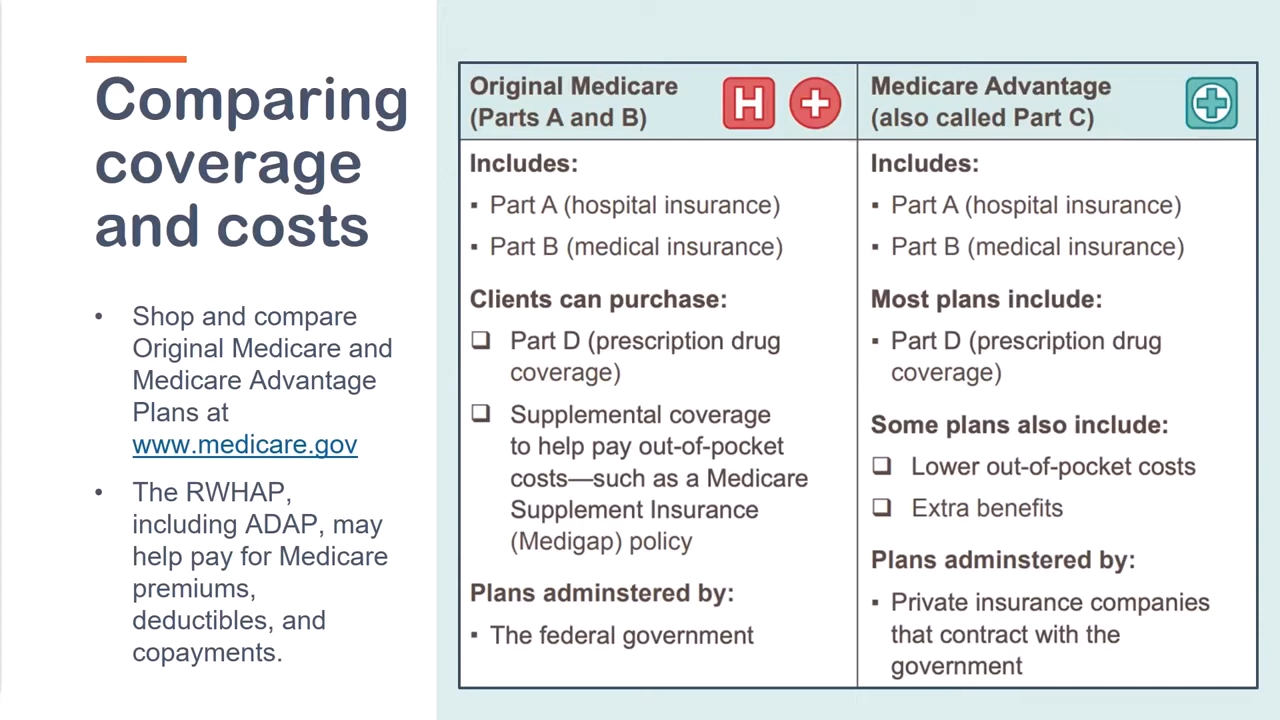 Comparing
coverage
and costs
• Shop and compare
Original Medicare and
Medicare Advantage
Plans at
www.medicare.gov
• The RWHAP,
including ADAP, may
help pay for Medicare
premiums,
deductibles, and
copayments.
Original Medicare
(Parts A and B)
H
Includes:
▪ Part A (hospital insurance)
▪ Part B (medical insurance)
Clients can purchase:
❑ Part D (prescription drug
coverage)
❑ Supplemental coverage
to help pay out-of-pocket
costs—such as a Medicare
Supplement Insurance
(Medigap) policy
Plans adminstered by:
▪ The federal government
Medicare Advantage
(also called Part C)
Includes:
▪ Part A (hospital insurance)
▪ Part B (medical insurance)
Most plans include:
▪ Part D (prescription drug
coverage)
Some plans also include:
❑ Lower out-of-pocket costs
❑ Extra benefits
Plans adminstered by:
▪ Private insurance companies
that contract with the
government